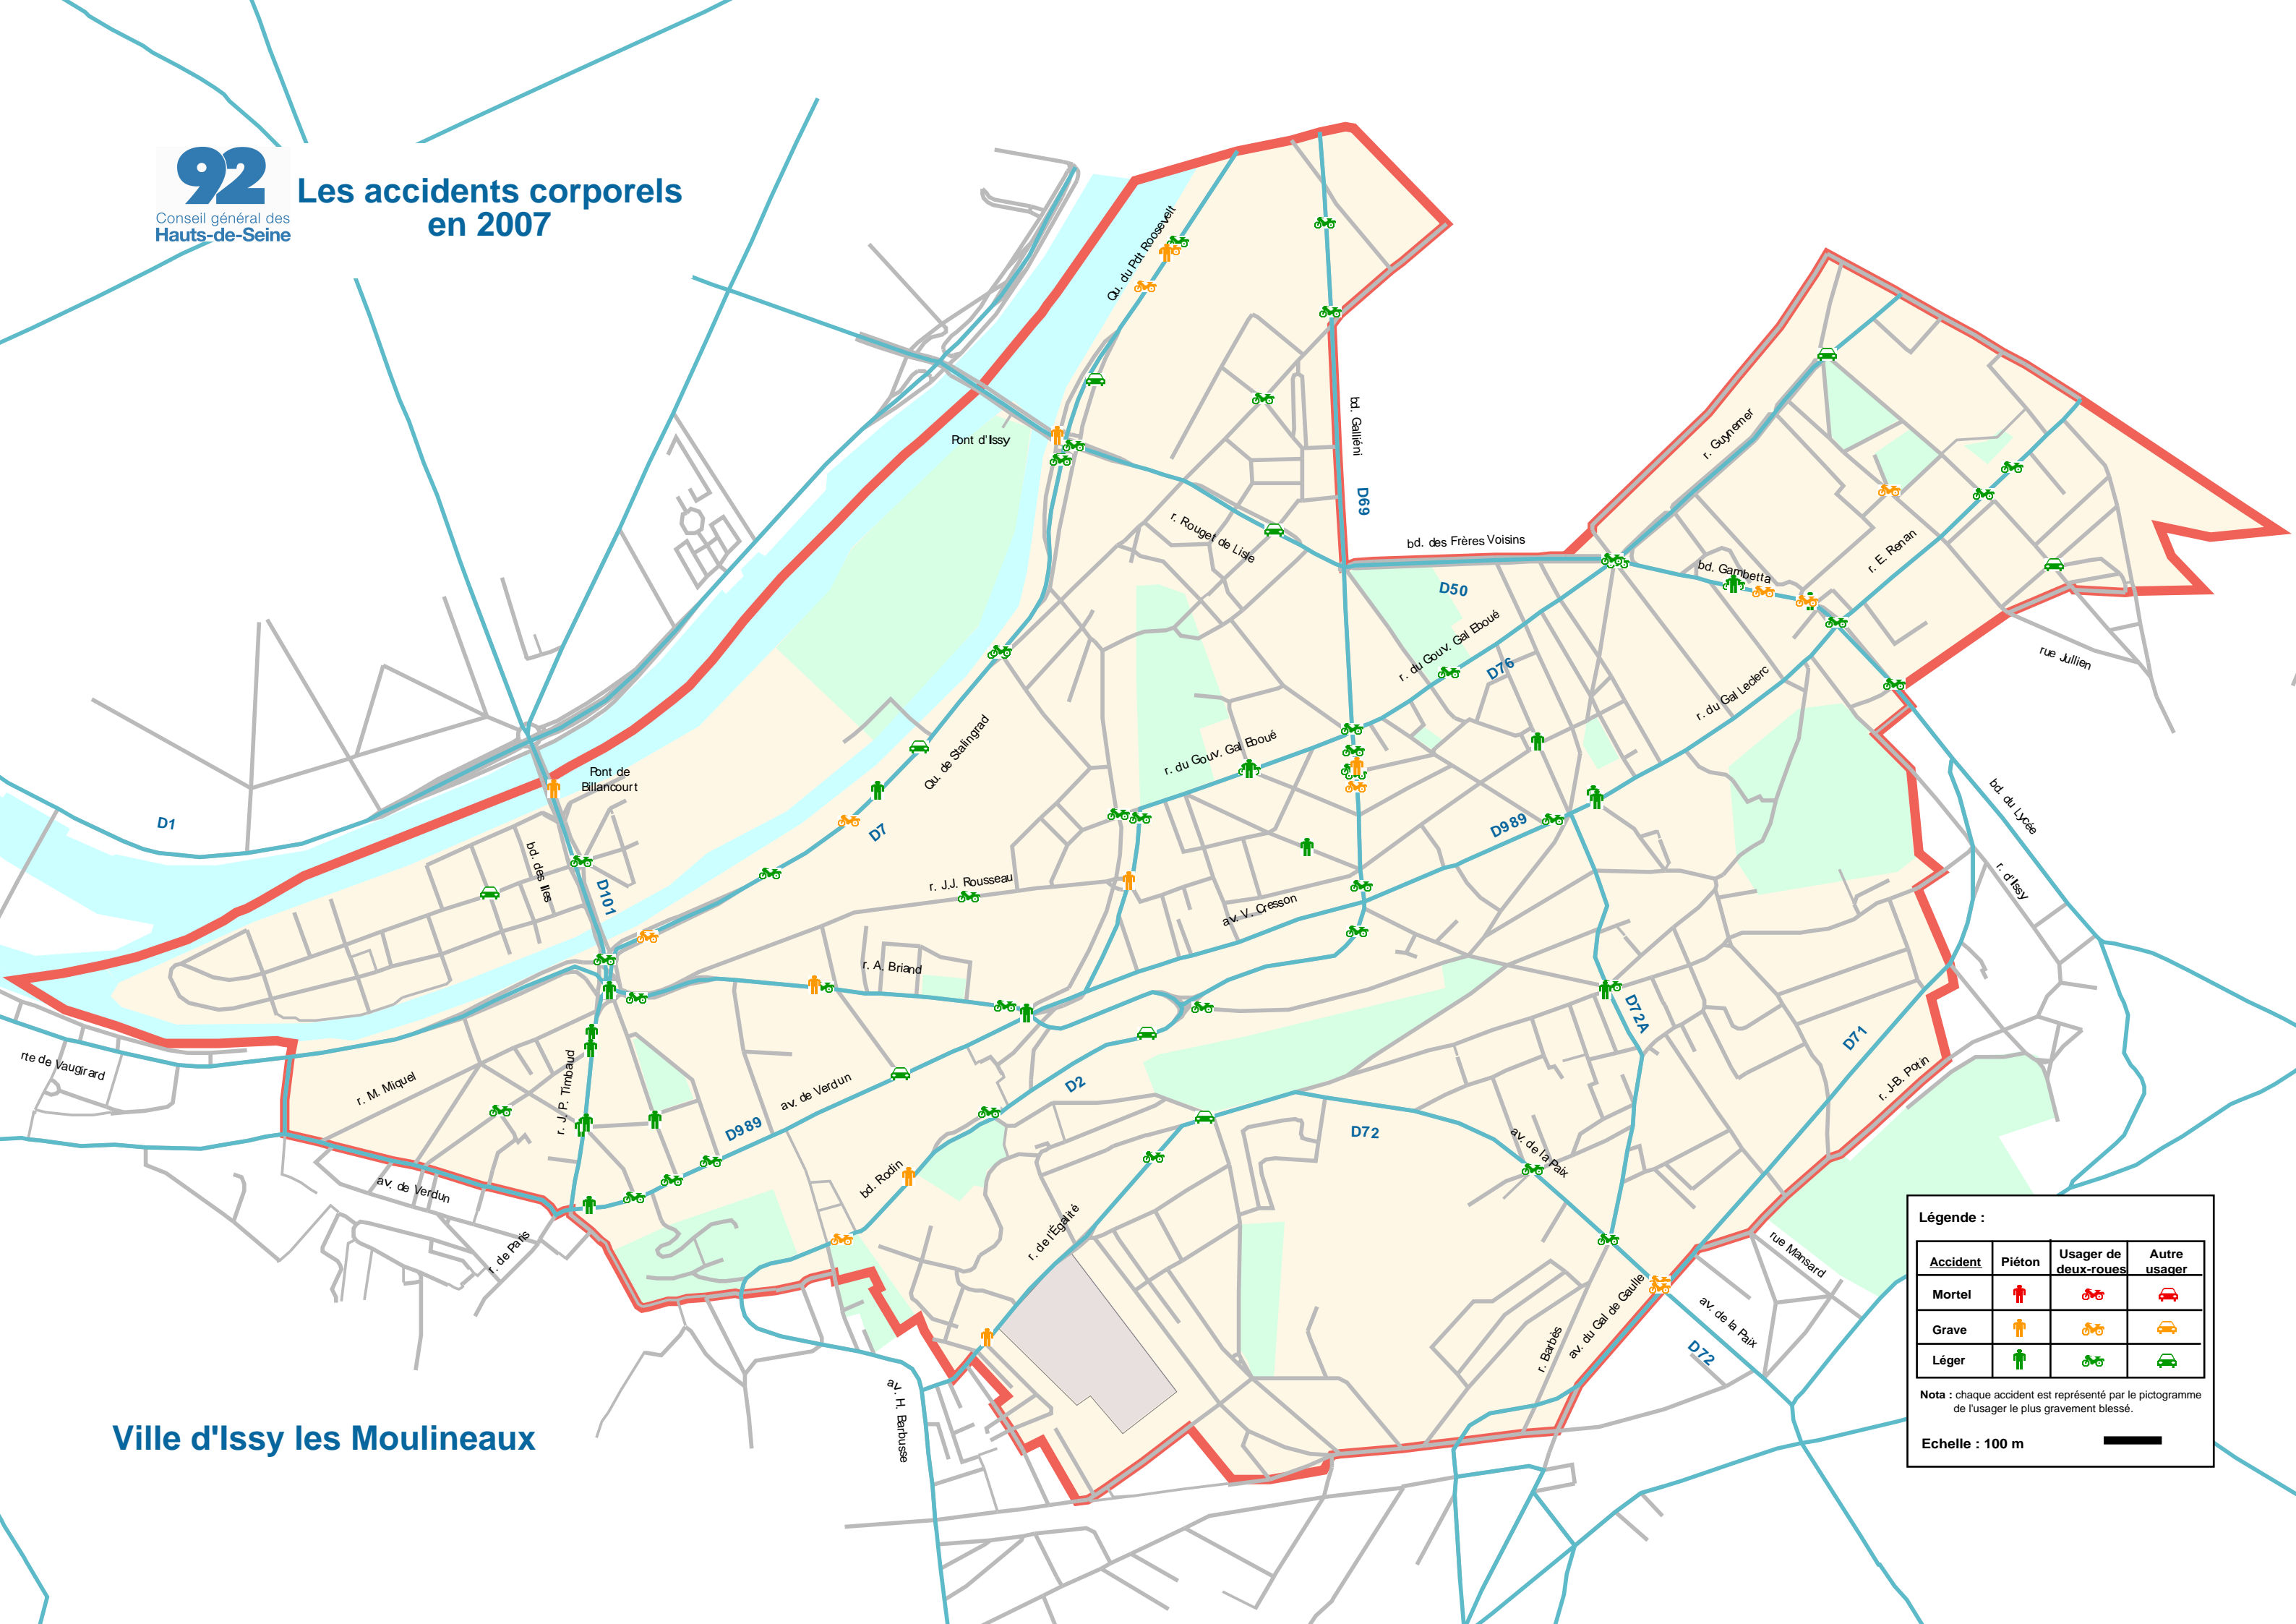 92
Conseil général des
Hauts-de-Seine
Les accidents corporels
en 2007
Qu. du Pdt Roosevelt
Pont d'Issy
bd. Galliéni
D69
r. Rouget de Lisle
bd. des Frères Voisins
D50
r. Guynemer
bd. Gambetta
r. E. Renan
rue Jullien
r. du Gouv. Gal Eboué
D76
r. du Gal Leclerc
r. du Gouv. Gal Eboué
Qu. de Stalingrad
Pont de
Billancourt
D1
D7
bd. des Iles
D101
D989
bd. du Lycée
r. d'Issy
r. J.J. Rousseau
av. V. Cresson
r. A. Briand
D72A
D71
rte de Vaugirard
r. M. Miquel
r. J. P. Timbaud
av. de Verdun
D2
r. J-B. Potin
D989
D72
av. de la Paix
bd. Rodin
av. de Verdun
r. de Paris
r. de l'Égalité
rue Mansard
av. du Gal de Gaulle
av. de la Paix
r. Barbès
D72
av. H. Barbusse
Ville d'Issy les Moulineaux
Légende :
Accident Piéton Usager de deux-roues Autre usager
Mortel
Grave
Léger
Nota : chaque accident est représenté par le pictogramme
de l'usager le plus gravement blessé.
Echelle : 100 m